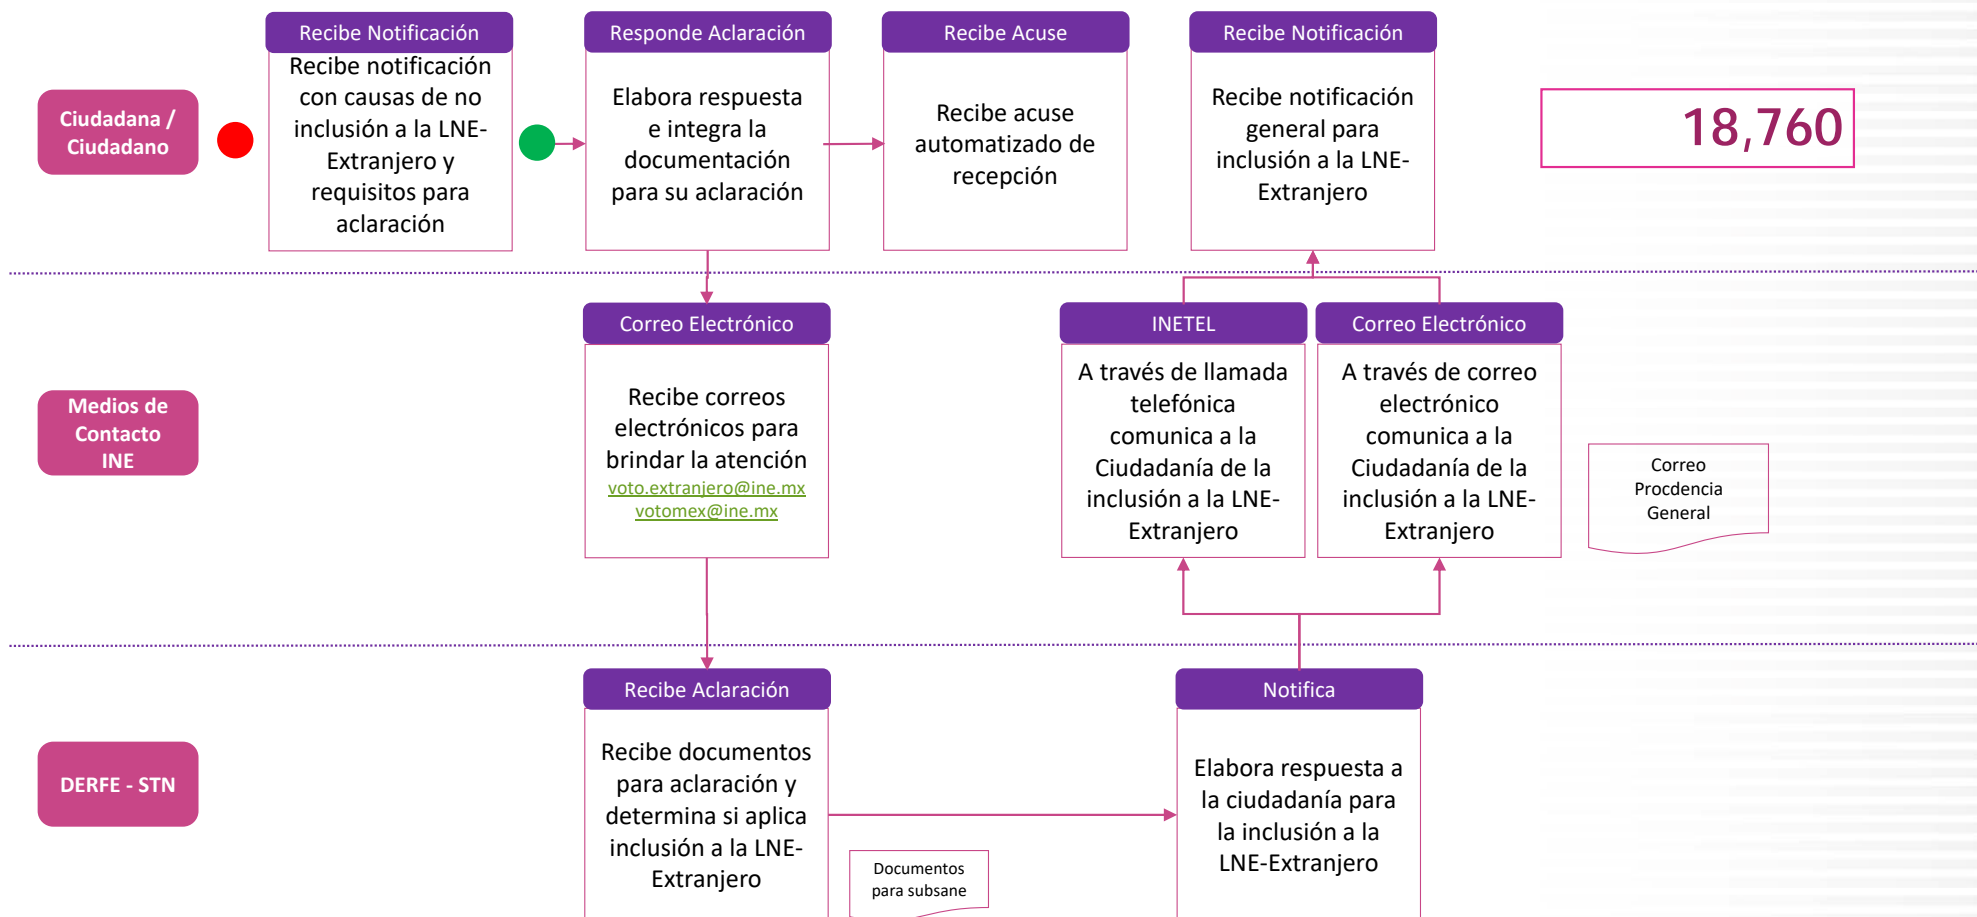 Recibe Notificación
Recibe notificación
con causas de no
inclusión a la LNE-
Extranjero y
requisitos para
aclaración
Responde Aclaración
Elabora respuesta
e integra la
documentación
para su aclaración
Recibe Acuse
Recibe acuse
automatizado de
recepción
Recibe Notificación
Recibe notificación
general para
inclusión a la LNE-
Extranjero
Ciudadana /
Ciudadano
18,760
Medios de
Contacto
INE
Correo Electrónico
Recibe correos
electrónicos para
brindar la atención
voto.extranjero@ine.mx
votomex@ine.mx
INETEL
A través de llamada
telefónica
comunica a la
Ciudadanía de la
inclusión a la LNE-
Extranjero
Correo Electrónico
A través de correo
electrónico
comunica a la
Ciudadanía de la
inclusión a la LNE-
Extranjero
Correo
Procdencia
General
DERFE - STN
Recibe Aclaración
Recibe documentos
para aclaración y
determina si aplica
inclusión a la LNE-
Extranjero
Documentos
para subsane
Notifica
Elabora respuesta a
la ciudadanía para
la inclusión a la
LNE-Extranjero